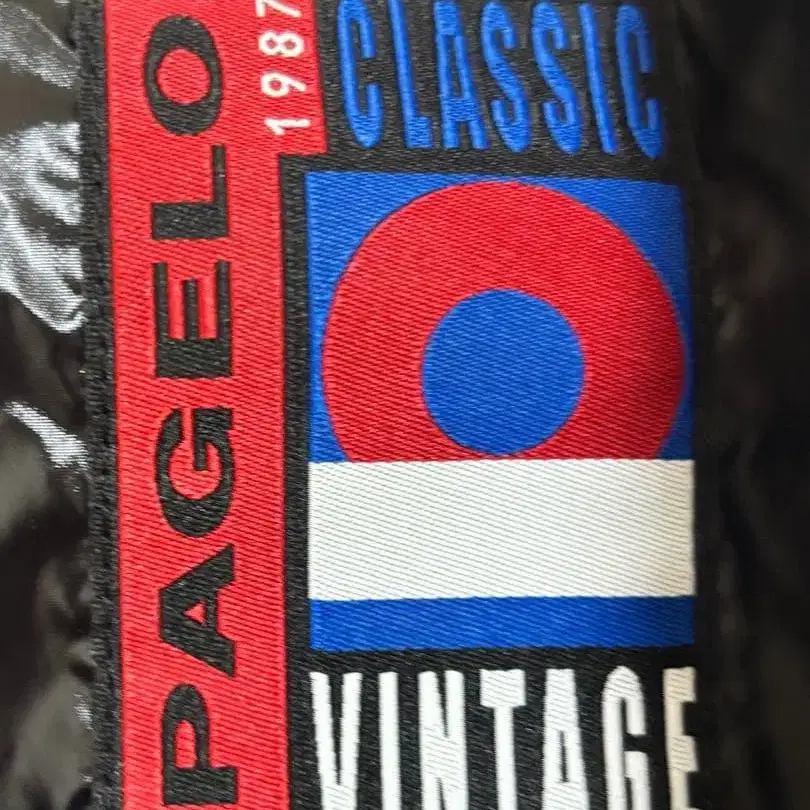 PAGELO
1987
CLASSIC
VINTAGE